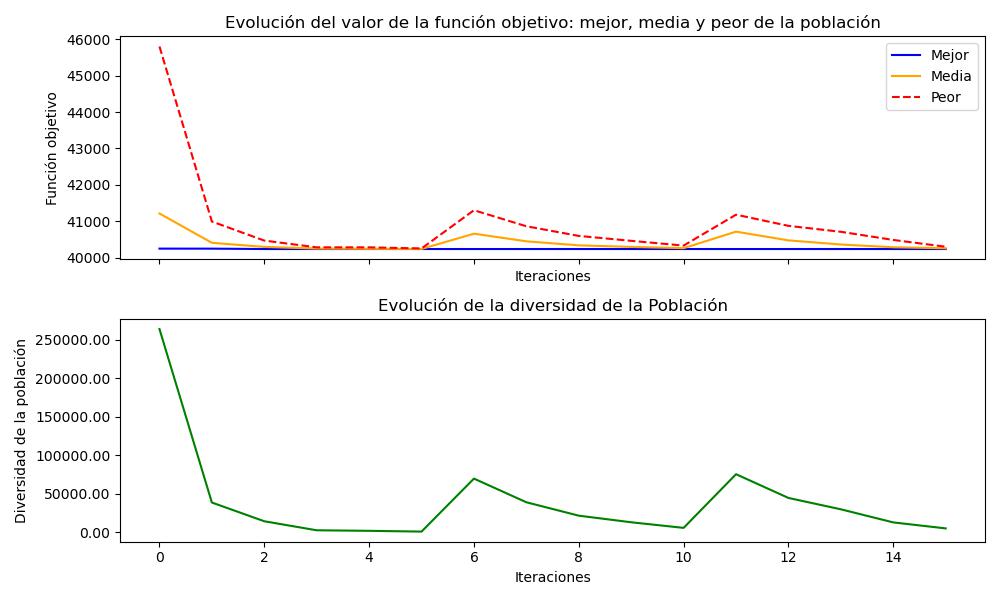 Evolución del valor de la función objetivo: mejor, media y peor de la población
46000
45000
44000
43000
42000
41000
40000
Función objetivo
Mejor
Media
Peor
Iteraciones
Evolución de la diversidad de la Población
250000.00
200000.00
150000.00
100000.00
50000.00
0.00
Diversidad de la población
0 2 4 6 8 10 12 14
Iteraciones